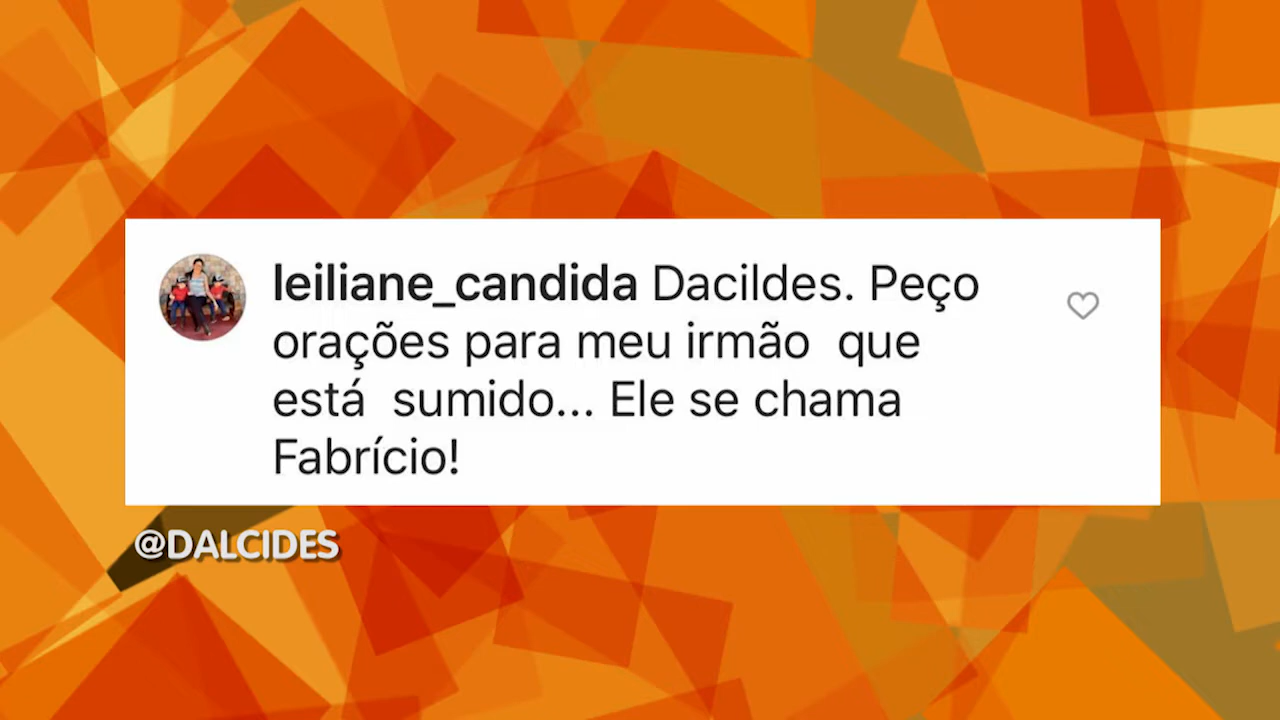 leiliane_candida Dacildes. Peço
orações para meu irmão que
está sumido... Ele se chama
Fabrício!
@DALCIDES